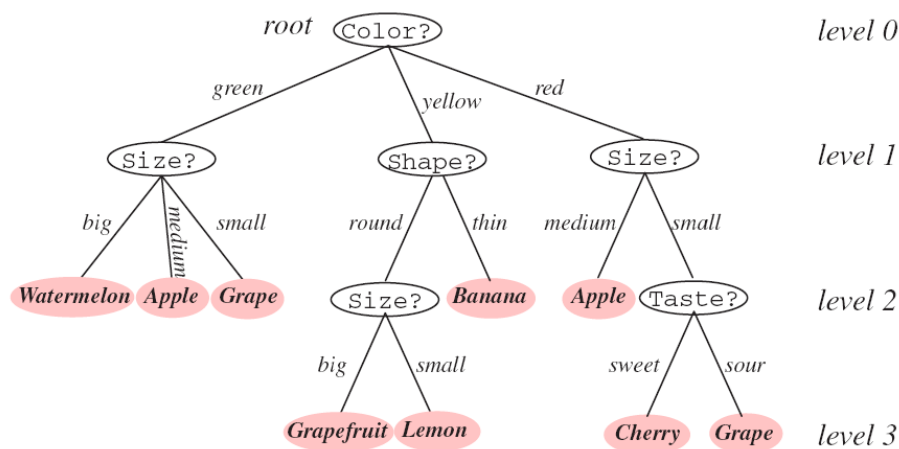 root Color? level 0
green yellow red
Size? Shape? Size? level 1
big medium small round thin medium small
Watermelon Apple Grape Size? Banana Apple Taste? level 2
big small sweet sour
Grapefruit Lemon Cherry Grape level 3